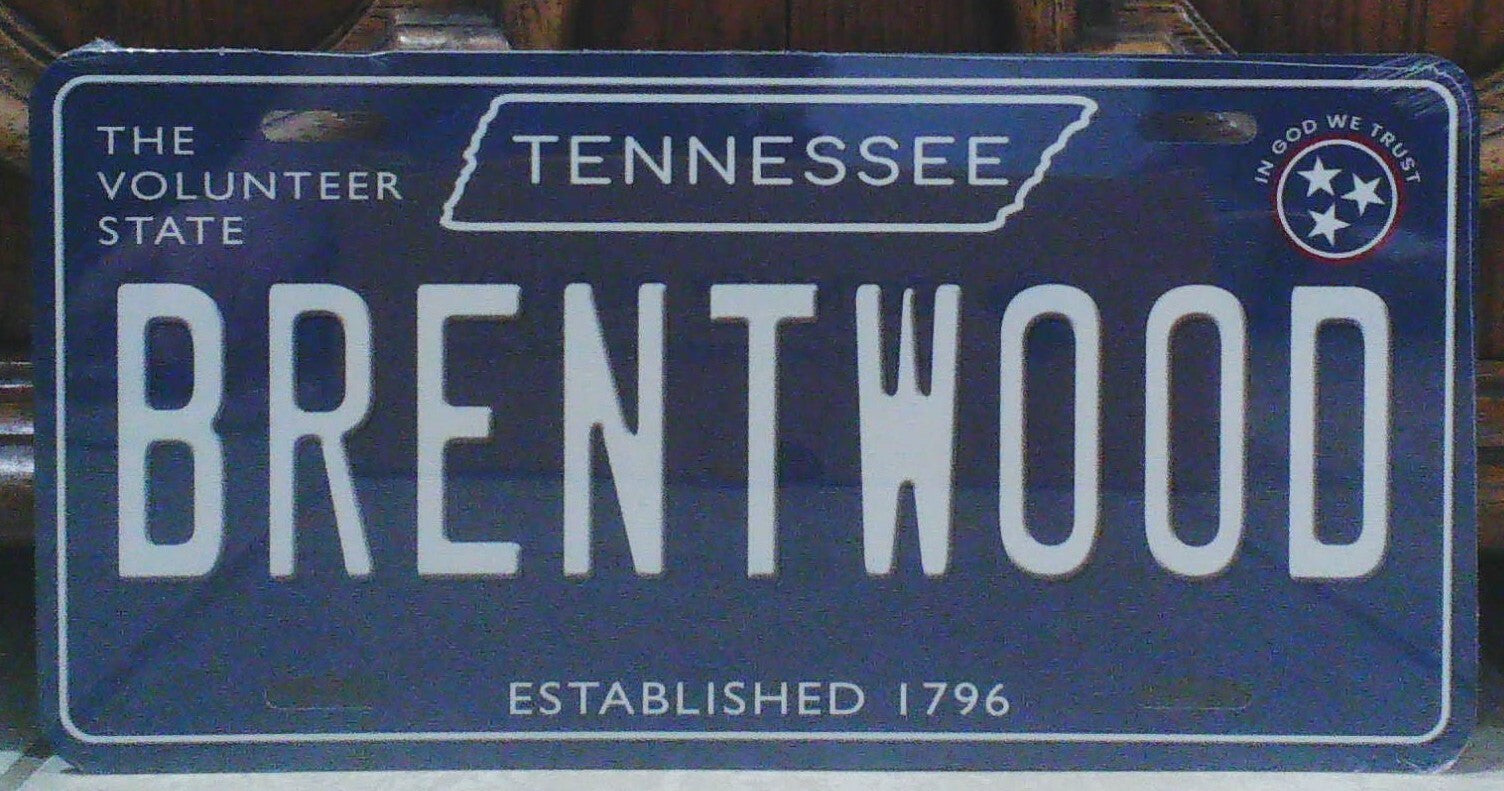 THE
VOLUNTEER
STATE
TENNESSEE
IN GOD WE TRUST
BRENTWOOD
ESTABLISHED 1796